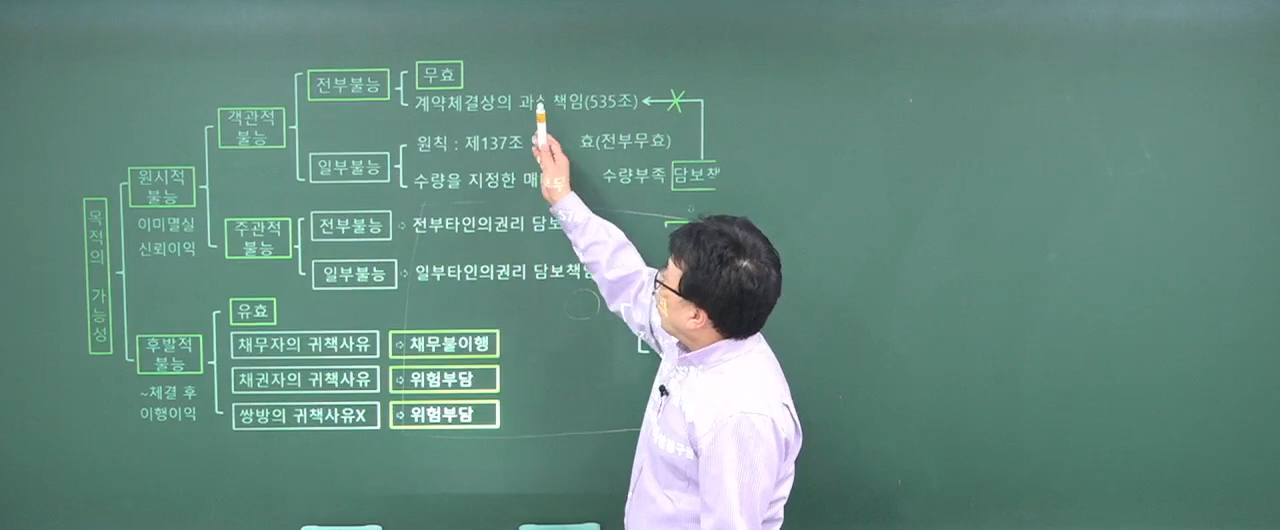 전부불능
무효
계약체결상의 과 책임(535조)
객관적
불능
일부불능
원칙 : 제137조 효(전부무효)
수량을 지정한 수량부족 담보책
원시적
불능
이미멸실
신뢰이익
주관적
불능
전부불능
전부타인의권리 담보
일부불능
일부타인의권리 담보책임
목적의 가능성
후발적
불능
~체결 후
이행이익
유효
채무자의 귀책사유
채무불이행
채권자의 귀책사유
위험부담
쌍방의 귀책사유X
위험부담